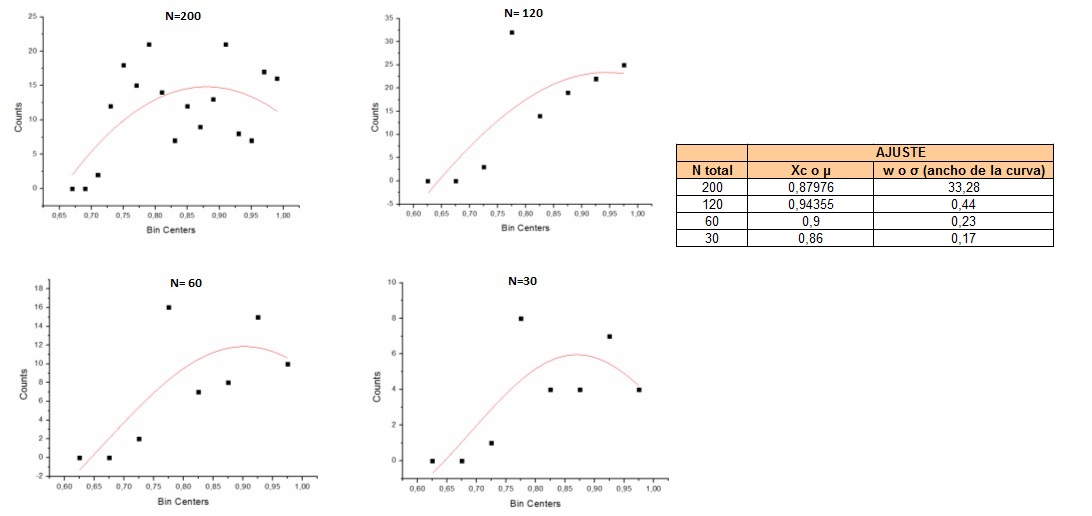 N=200
25
20
15
10
5
0
Counts
0,65 0,70 0,75 0,80 0,85 0,90 0,95 1,00
Bin Centers
N= 120
35
30
25
20
15
10
5
0
-5
Counts
0,60 0,65 0,70 0,75 0,80 0,85 0,90 0,95 1,00
Bin Centers
AJUSTE
N total Xc o µ w o σ (ancho de la curva)
200 0,87976 33,28
120 0,94355 0,44
60 0,9 0,23
30 0,86 0,17
N= 60
18
16
14
12
10
8
6
4
2
0
-2
Counts
0,60 0,65 0,70 0,75 0,80 0,85 0,90 0,95 1,00
Bin Centers
N=30
10
8
6
4
2
0
Counts
0,60 0,65 0,70 0,75 0,80 0,85 0,90 0,95 1,00
Bin Centers